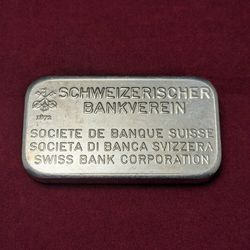 SCHWEIZERISCHER
BANKVEREIN
1872
SOCIETE DE BANQUE SUISSE
SOCIETA DI BANCA SVIZZERA
SWISS BANK CORPORATION